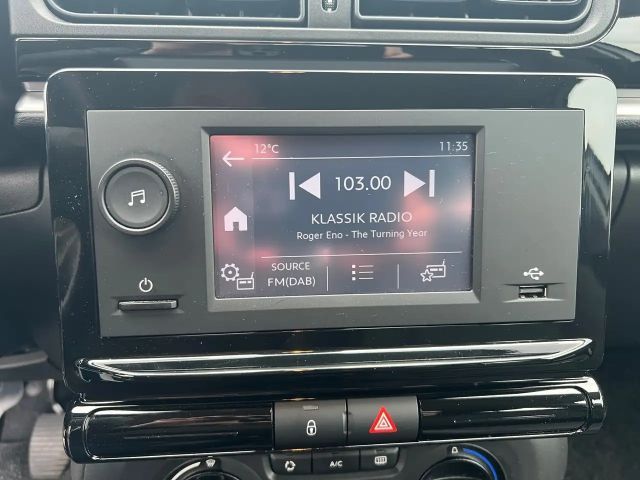 12°C 11:35
103.00
KLASSIK RADIO
Roger Eno - The Turning Year
SOURCE
FM(DAB)
A/C